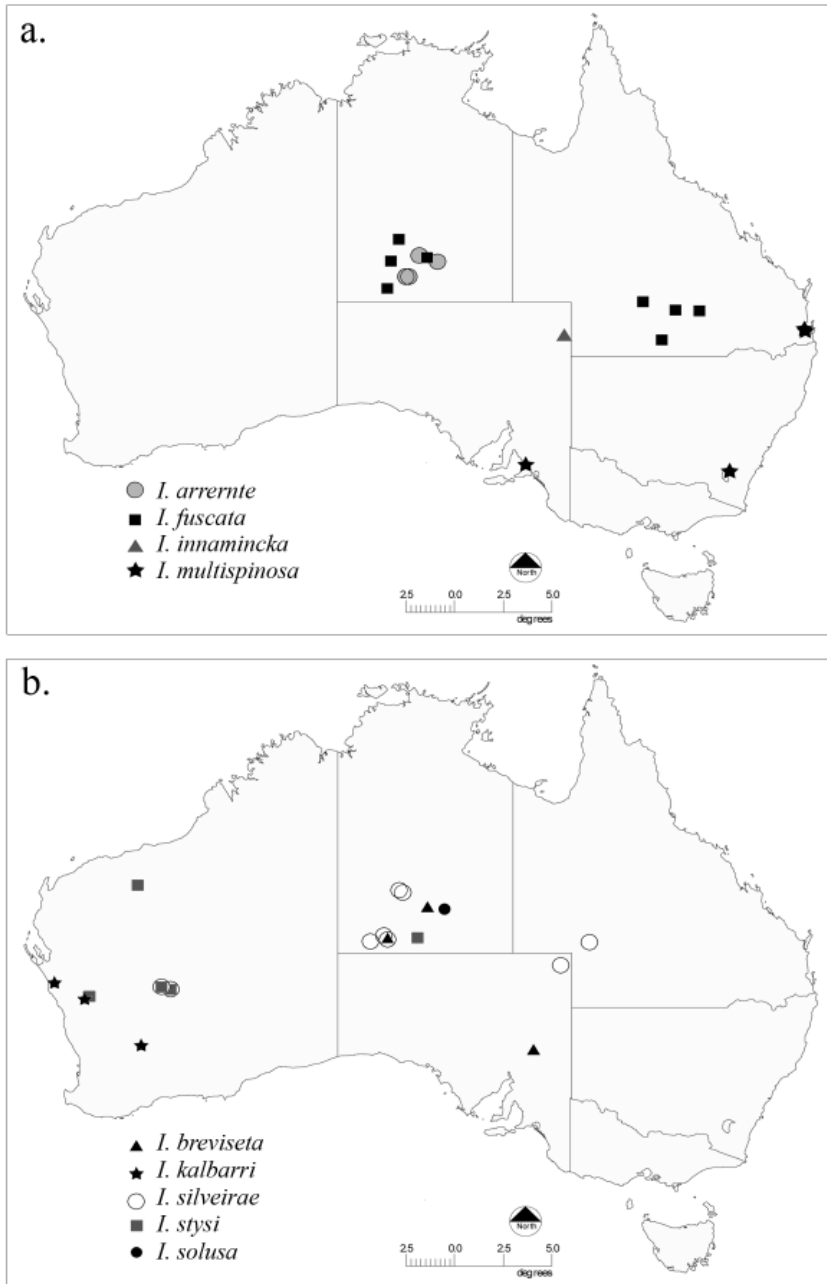 a.
I. arrernte
I. fuscata
I. innamincka
I. multispinosa
North
2.5 0.0 2.5 5.0
degrees
b.
I. breviseta
I. kalbarri
I. silveirae
I. stysi
I. solusa
North
2.5 0.0 2.5 5.0
degrees